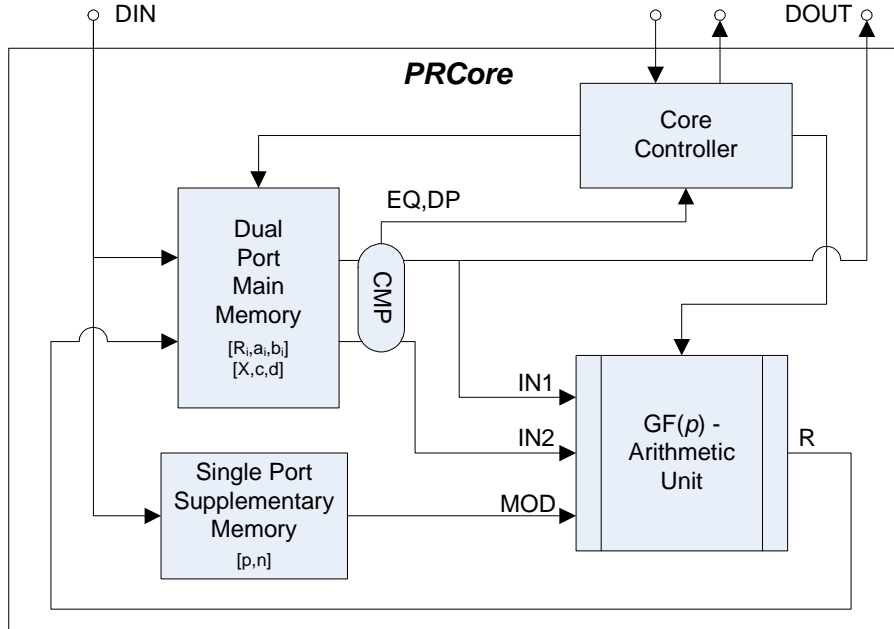 DIN
DOUT
PRCore
Core
Controller
EQ,DP
Dual
Port
Main
Memory
[Ri,ai,bi]
[X,c,d]
CMP
IN1
IN2
GF(p) -
Arithmetic
Unit
R
Single Port
Supplementary
Memory
[p,n]
MOD